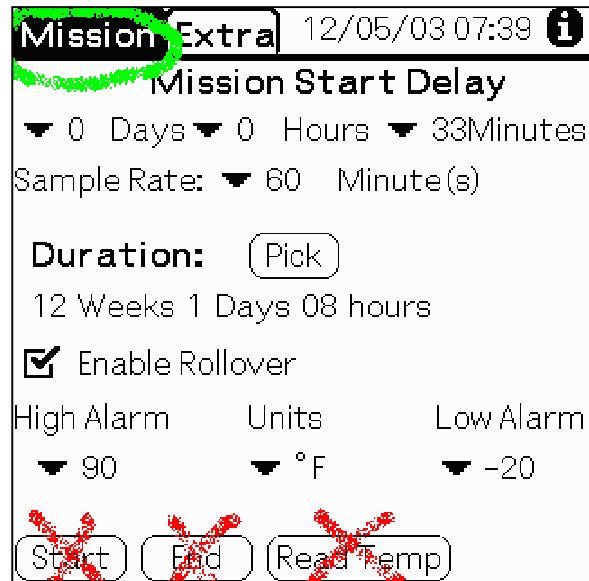 Mission Extra 12/05/03 07:39 i
Mission Start Delay
0 Days 0 Hours 33Minutes
Sample Rate: 60 Minute(s)
Duration: Pick
12 Weeks 1 Days 08 hours
Enable Rollover
High Alarm Units Low Alarm
90 °F -20
Start End Read Temp